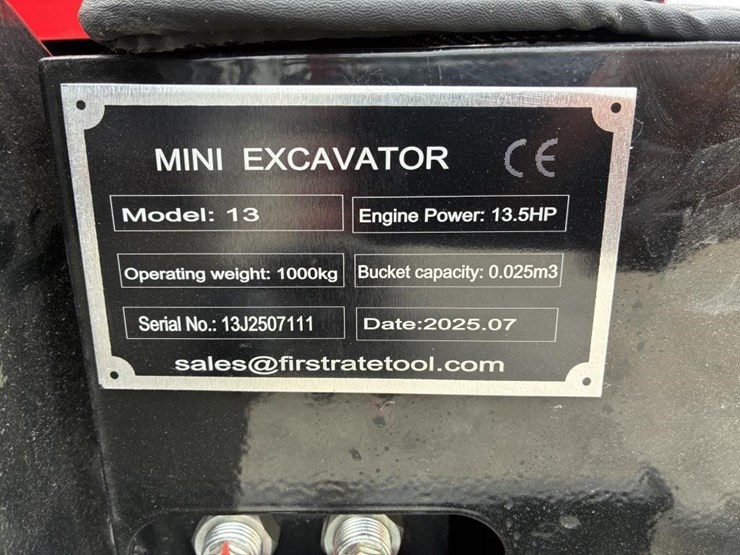 MINI EXCAVATOR CE
Model: 13 Engine Power: 13.5HP
Operating weight: 1000kg Bucket capacity: 0.025m3
Serial No.: 13J2507111 Date:2025.07
sales@firstratetool.com